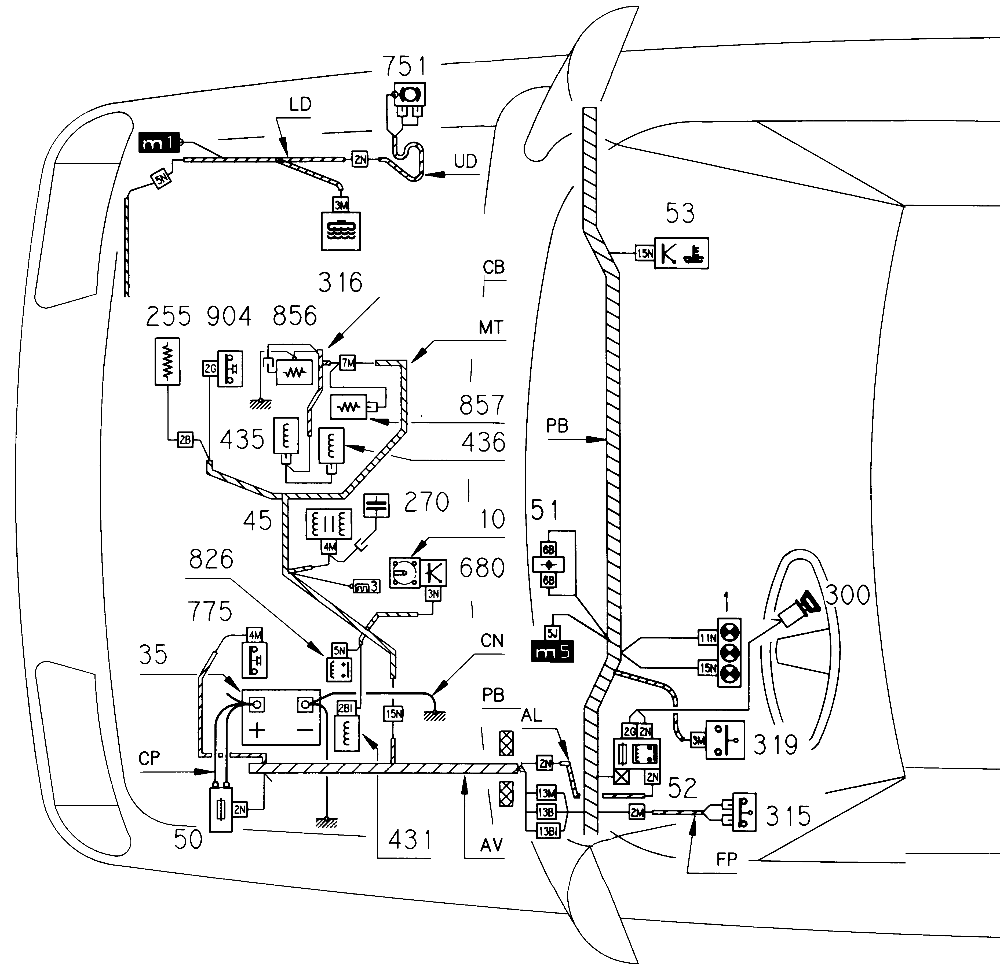 751
LD
m1
2N
UD
5N
3M
53
15N
CB
316
255 904 856
MT
2G
7M
857
PB
435
2B
436
270
51
45
10
6B
4M
826
680
6B
m3
3N
300
1
775
5J
4M
CN
11N
35
5N
m5
15N
PB
2BI
15N
AL
2G 2N
+ −
3M
319
CP
2N
2N
52
13M
2N
13B
2M
315
50
13BI
431
AV
FP